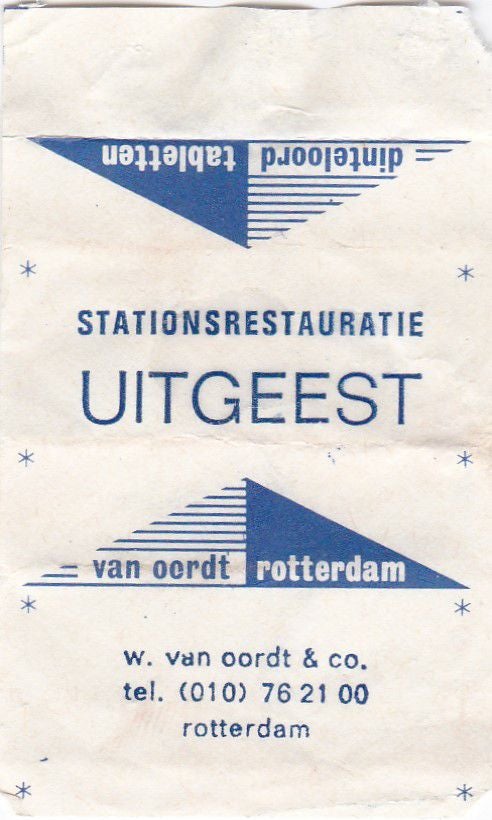 dinteloord tabletten
STATIONSRESTAURATIE
UITGEEST
van oordt rotterdam
w. van oordt & co.
tel. (010) 76 21 00
rotterdam